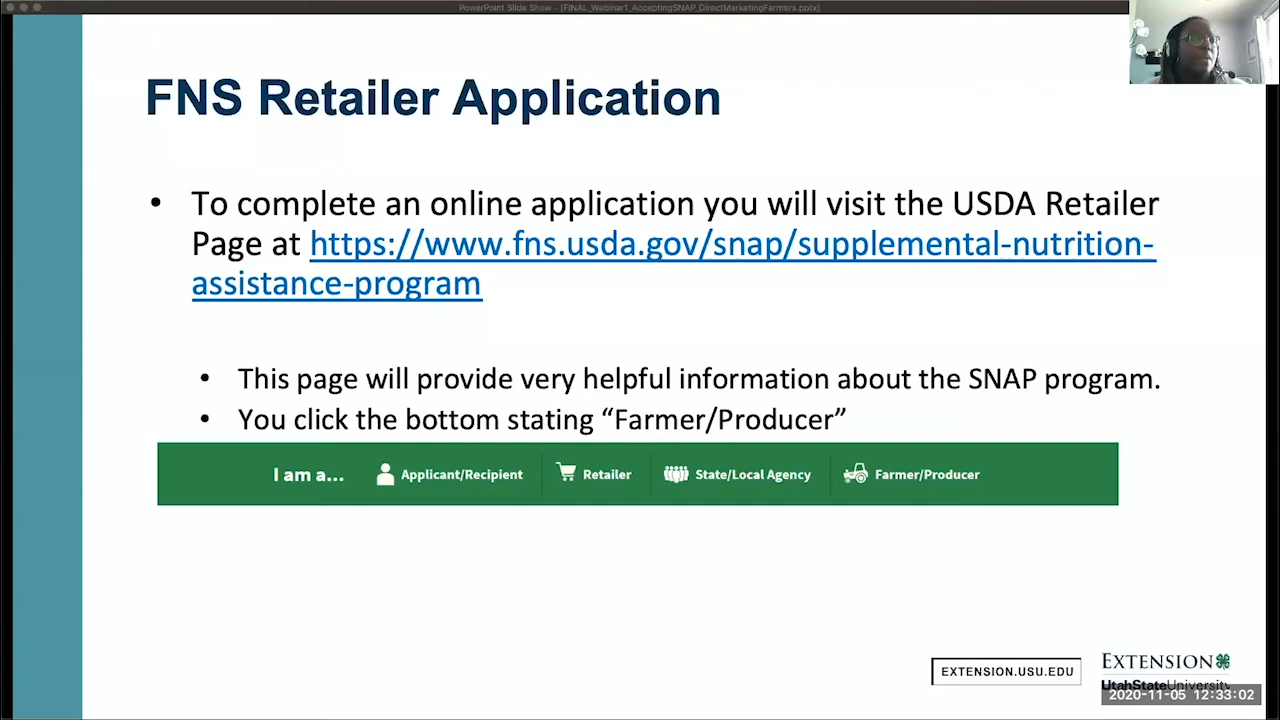 PowerPoint Slide Show - [FINAL_Webinar1_AcceptingSNAP_DirectMarketingFarmers.pptx]
FNS Retailer Application
• To complete an online application you will visit the USDA Retailer
Page at https://www.fns.usda.gov/snap/supplemental-nutrition-
assistance-program
• This page will provide very helpful information about the SNAP program.
• You click the bottom stating “Farmer/Producer”
I am a... Applicant/Recipient Retailer State/Local Agency Farmer/Producer
EXTENSION.USU.EDU
EXTENSION
UtahStateUniversity
2020-11-05 12:33:02